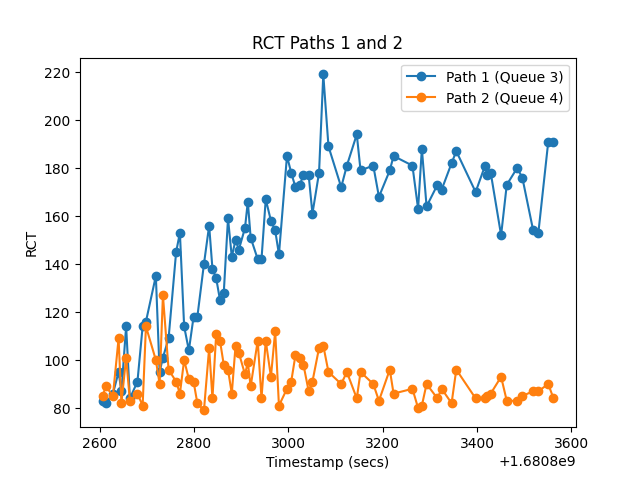 RCT Paths 1 and 2
220
200
180
160
140
120
100
80
RCT
Path 1 (Queue 3)
Path 2 (Queue 4)
2600 2800 3000 3200 3400 3600
Timestamp (secs)
+1.6808e9